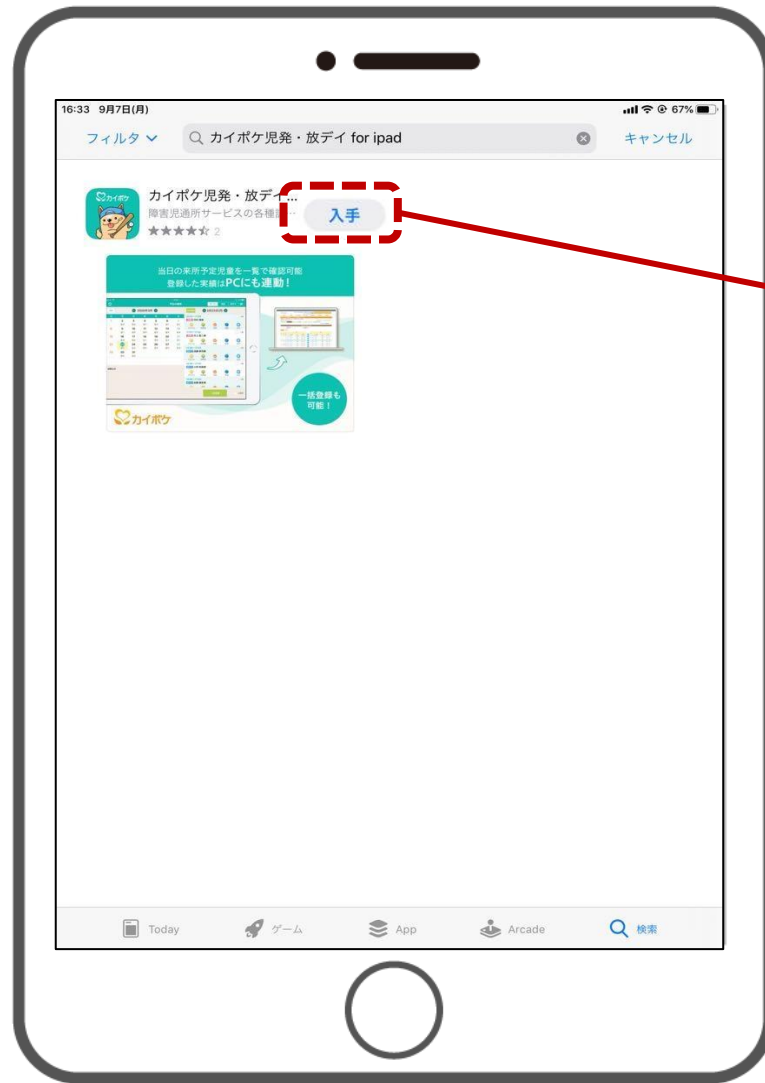 16:33 9月7日(月)
67%
フィルタ
カイポケ児発・放デイ for ipad
キャンセル
カイポケ
カイポケ児発・放デイ...
障害児通所サービスの各種
入手
2
当日の来所予定児童を一覧で確認可能
登録した実績はPCにも連動！
一括登録も
可能！
カイポケ
Today
ゲーム
App
Arcade
検索